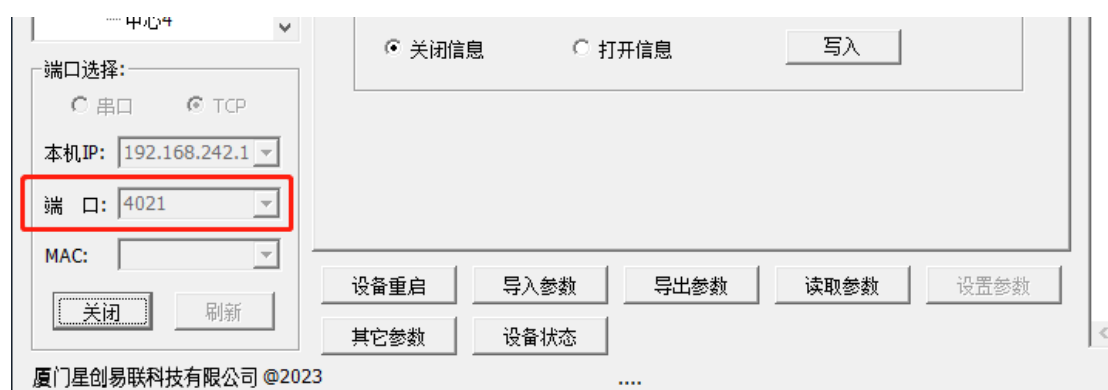 中心4
关闭信息 打开信息 写入
端口选择:
串口 TCP
本机IP: 192.168.242.1
端 口: 4021
MAC:
关闭 刷新
设备重启 导入参数 导出参数 读取参数 设置参数
其它参数 设备状态
厦门星创易联科技有限公司 @2023 ....